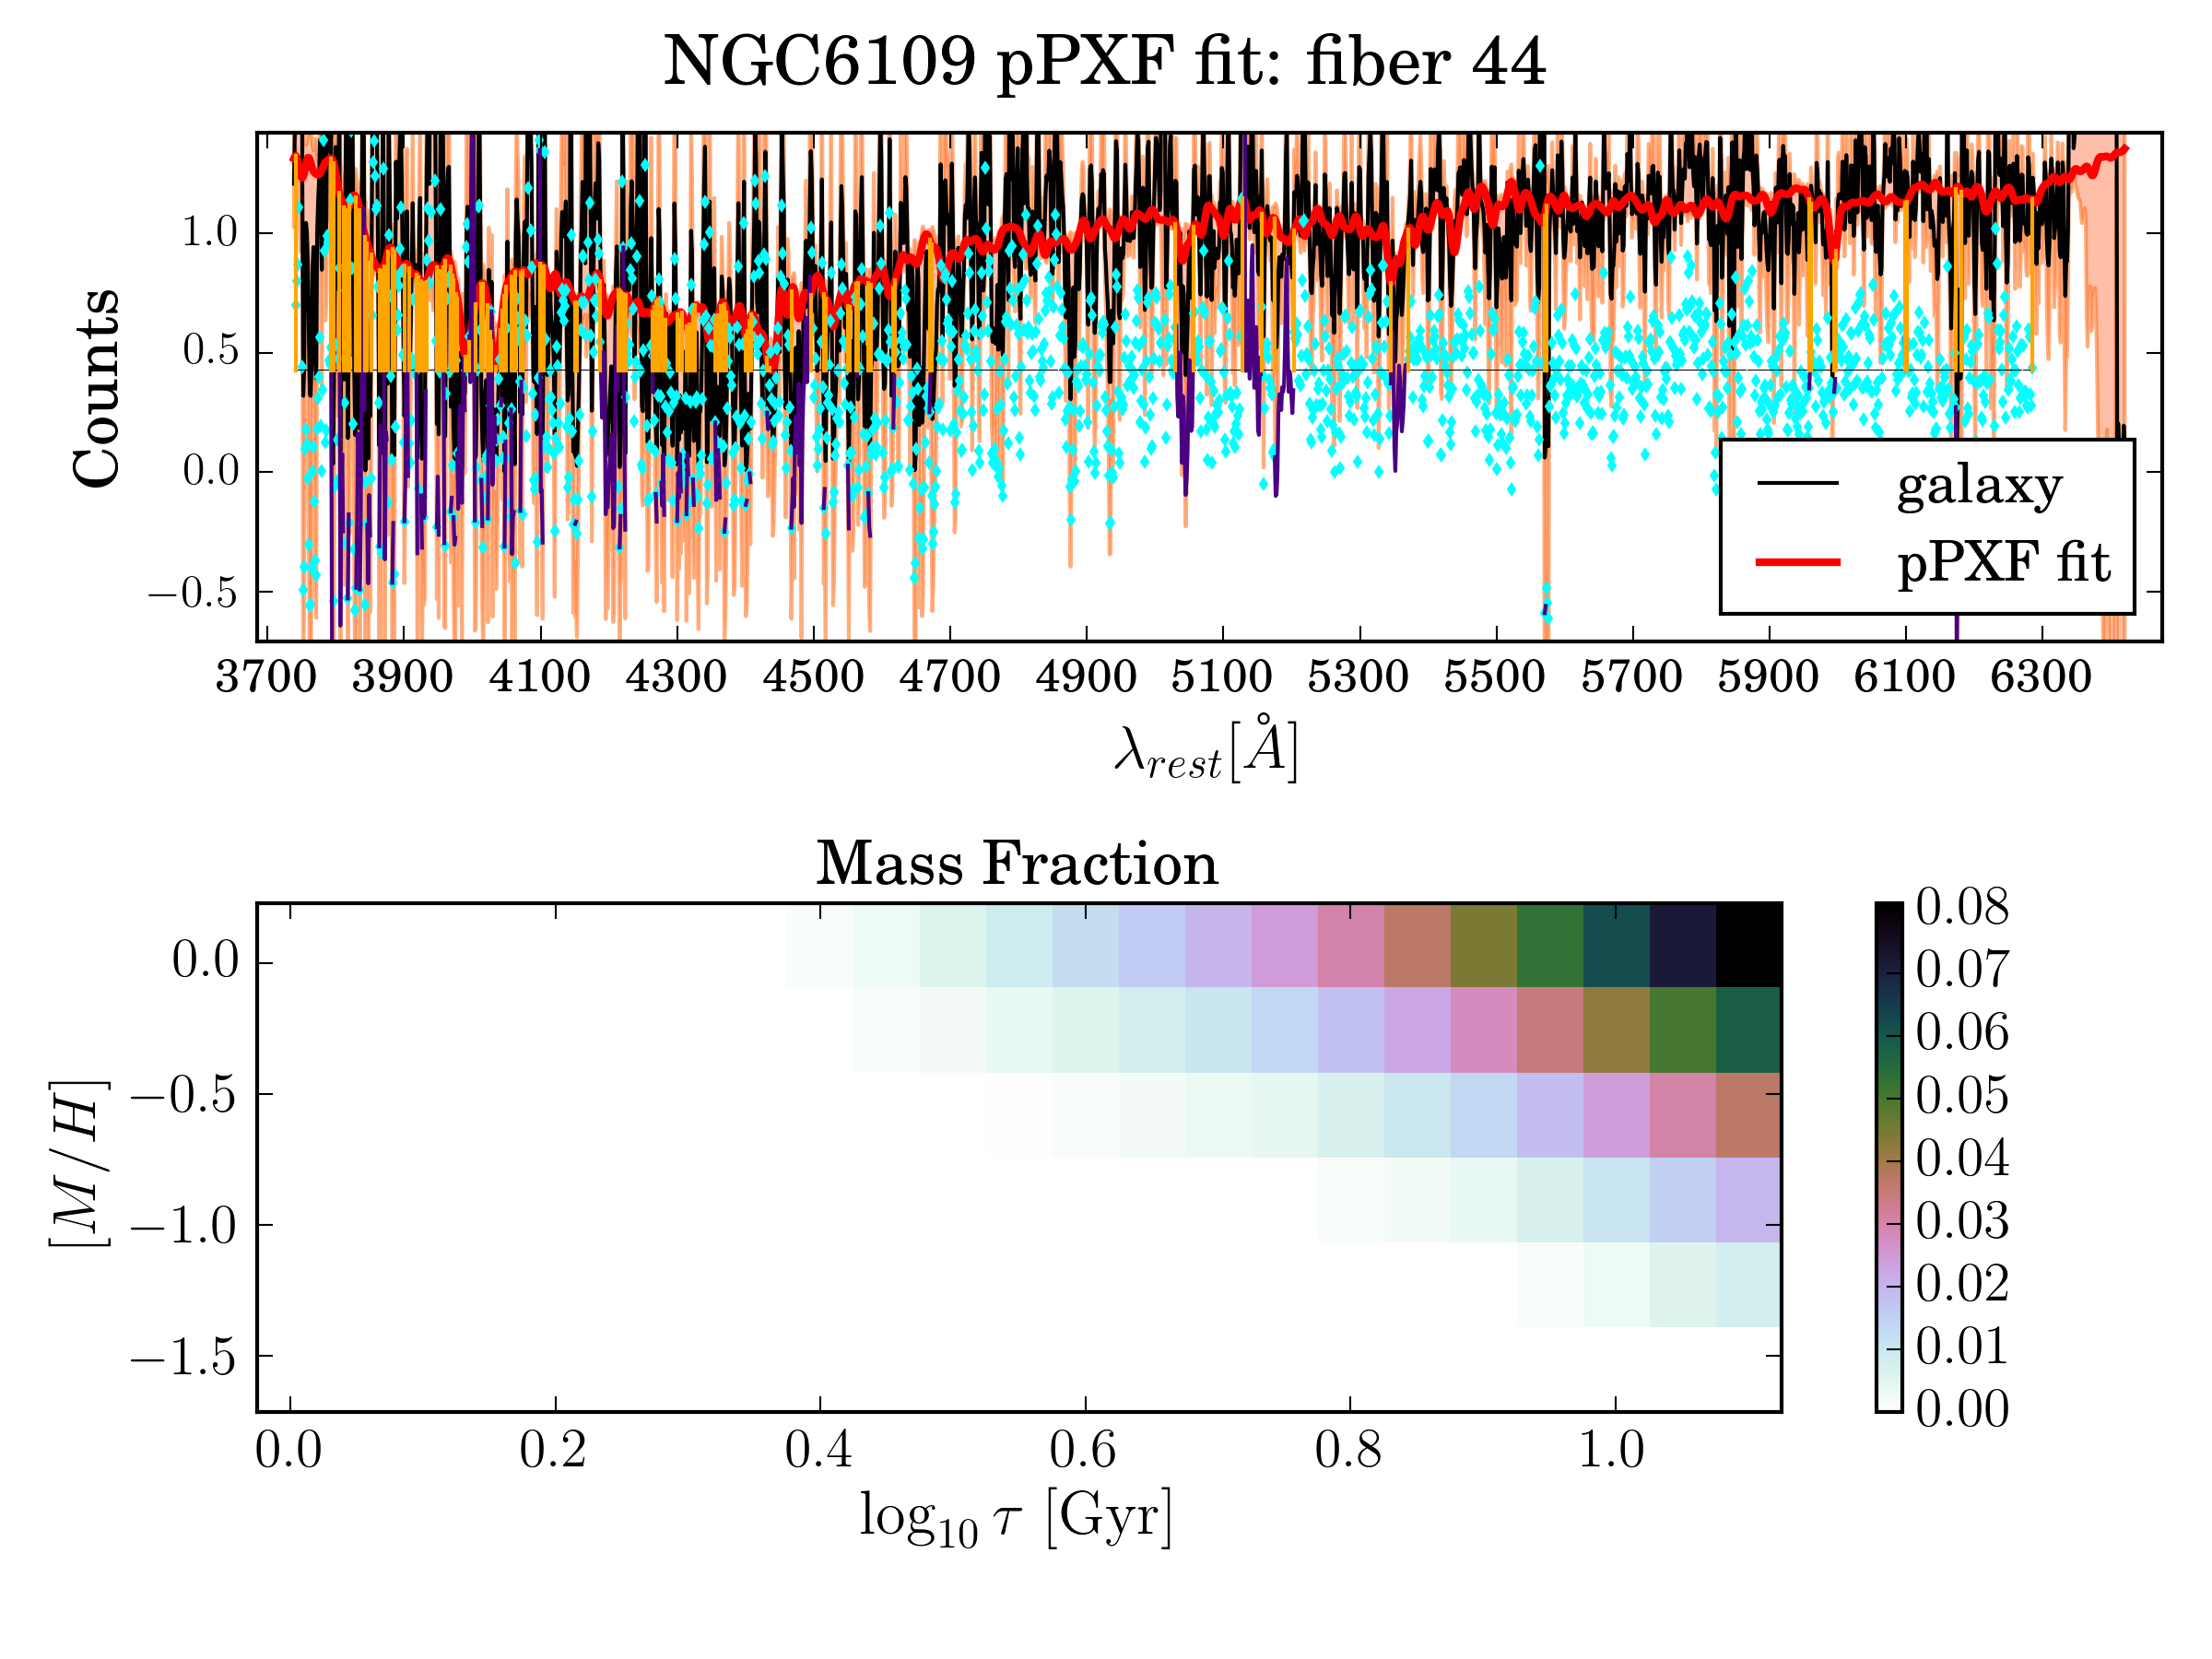 NGC6109 pPXF fit: fiber 44
Counts
1.0
0.5
0.0
−0.5
galaxy
pPXF fit
3700 3900 4100 4300 4500 4700 4900 5100 5300 5500 5700 5900 6100 6300
λ_rest[Å]
Mass Fraction
[M/H]
0.0
−0.5
−1.0
−1.5
0.0 0.2 0.4 0.6 0.8 1.0
log₁₀ τ [Gyr]
0.08
0.07
0.06
0.05
0.04
0.03
0.02
0.01
0.00